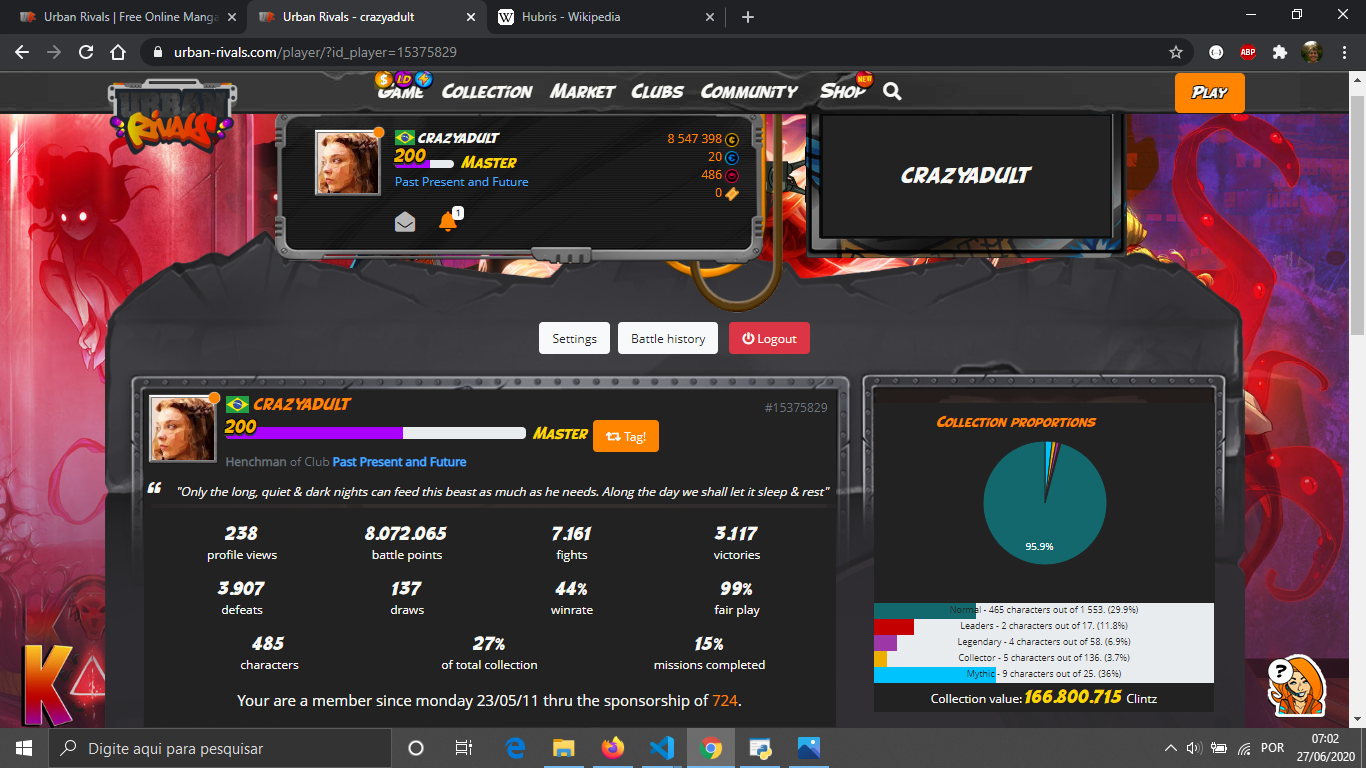 Urban Rivals | Free Online Manga
Urban Rivals - crazyadult
Hubris - Wikipedia
urban-rivals.com/player/?id_player=15375829
ABP
URBAN RIVALS
GAME
COLLECTION
MARKET
CLUBS
COMMUNITY
SHOP
NEW
PLAY
CRAZYADULT
200 MASTER
Past Present and Future
8 547 398
20
486
0
1
CRAZYADULT
Settings
Battle history
Logout
CRAZYADULT
#15375829
200
MASTER
Tag!
Henchman of Club Past Present and Future
"Only the long, quiet & dark nights can feed this beast as much as he needs. Along the day we shall let it sleep & rest"
238 8.072.065 7.161 3.117
profile views battle points fights victories
3.907 137 44% 99%
defeats draws winrate fair play
485 27% 15%
characters of total collection missions completed
Your are a member since monday 23/05/11 thru the sponsorship of 724.
COLLECTION PROPORTIONS
95.9%
Normal - 465 characters out of 1 553. (29.9%)
Leaders - 2 characters out of 17. (11.8%)
Legendary - 4 characters out of 58. (6.9%)
Collector - 5 characters out of 136. (3.7%)
Mythic - 9 characters out of 25. (36%)
Collection value: 166.800.715 Clintz
K
?
Digite aqui para pesquisar
POR
07:02
27/06/2020